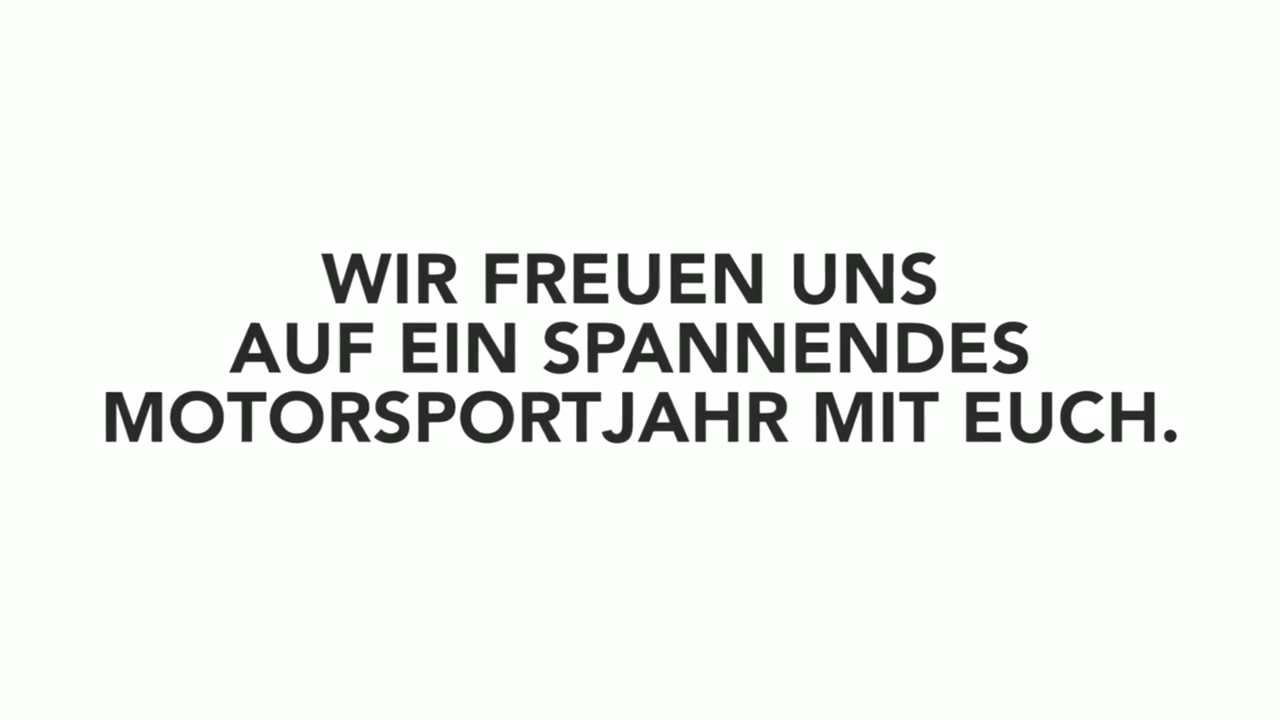 WIR FREUEN UNS
AUF EIN SPANNENDES
MOTORSPORTJAHR MIT EUCH.